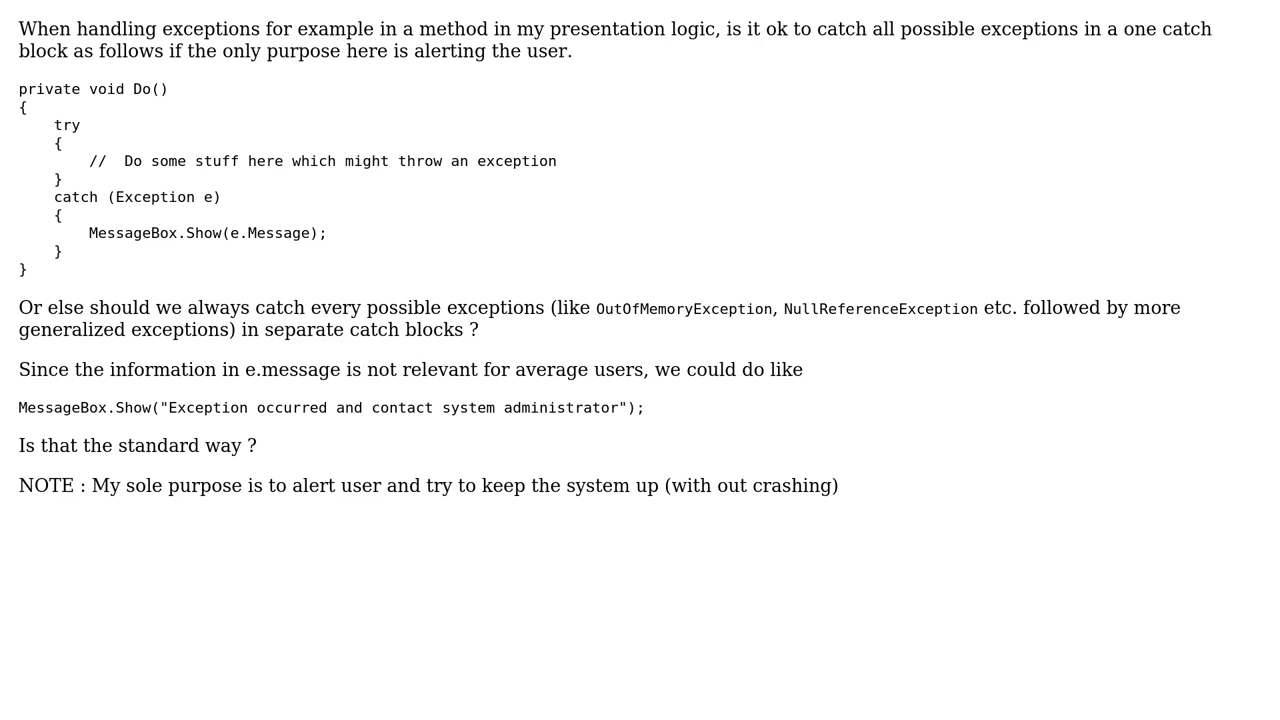 When handling exceptions for example in a method in my presentation logic, is it ok to catch all possible exceptions in a one catch
block as follows if the only purpose here is alerting the user.
private void Do()
{
    try
    {
        //  Do some stuff here which might throw an exception
    }
    catch (Exception e)
    {
        MessageBox.Show(e.Message);
    }
}
Or else should we always catch every possible exceptions (like OutOfMemoryException, NullReferenceException etc. followed by more
generalized exceptions) in separate catch blocks ?
Since the information in e.message is not relevant for average users, we could do like
MessageBox.Show("Exception occurred and contact system administrator");
Is that the standard way ?
NOTE : My sole purpose is to alert user and try to keep the system up (with out crashing)